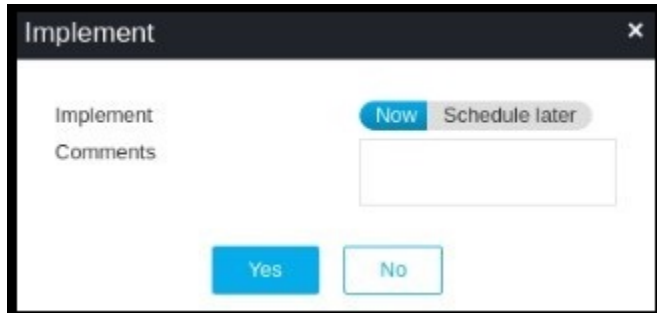 Implement ×
Implement Now Schedule later
Comments
Yes No